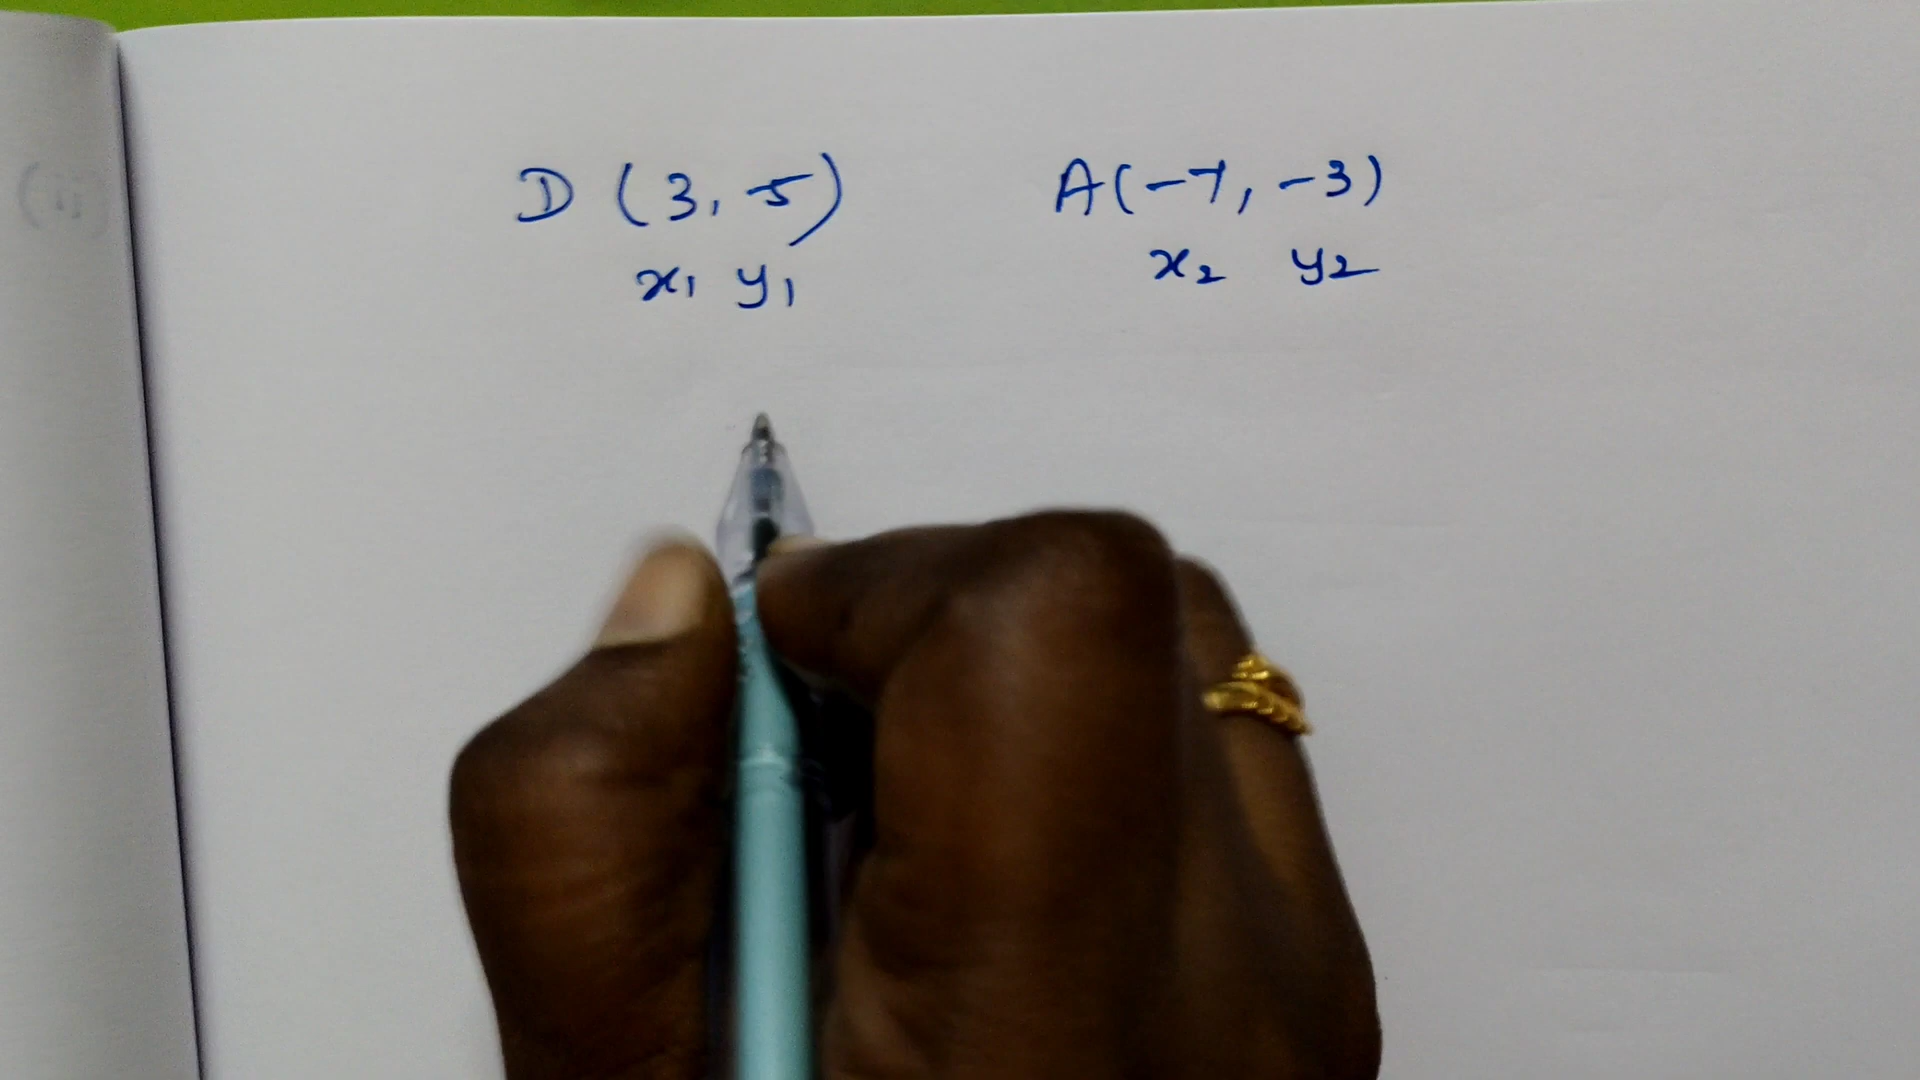 D (3, 5) A(-7, -3)
x₁ y₁ x₂ y₂